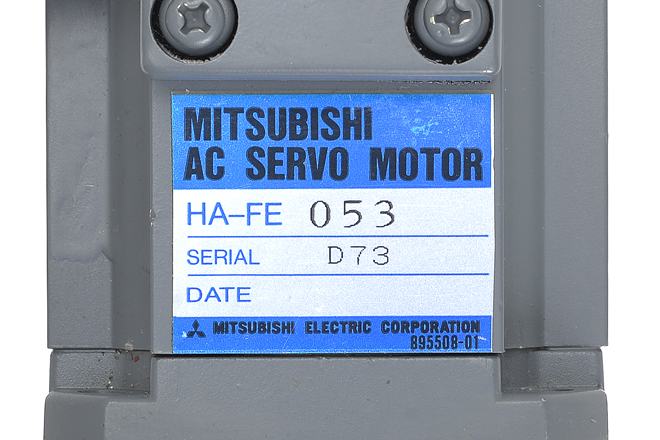 MITSUBISHI
AC SERVO MOTOR
HA-FE 053
SERIAL D73
DATE
MITSUBISHI ELECTRIC CORPORATION
895508-01